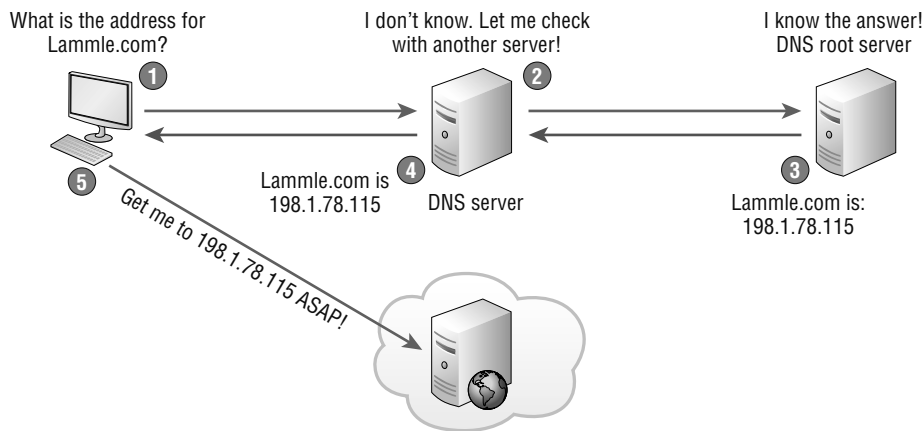 What is the address for
Lammle.com?
1
I don’t know. Let me check
with another server!
2
I know the answer!
DNS root server
5
4
Lammle.com is
198.1.78.115
DNS server
3
Lammle.com is:
198.1.78.115
Get me to 198.1.78.115 ASAP!